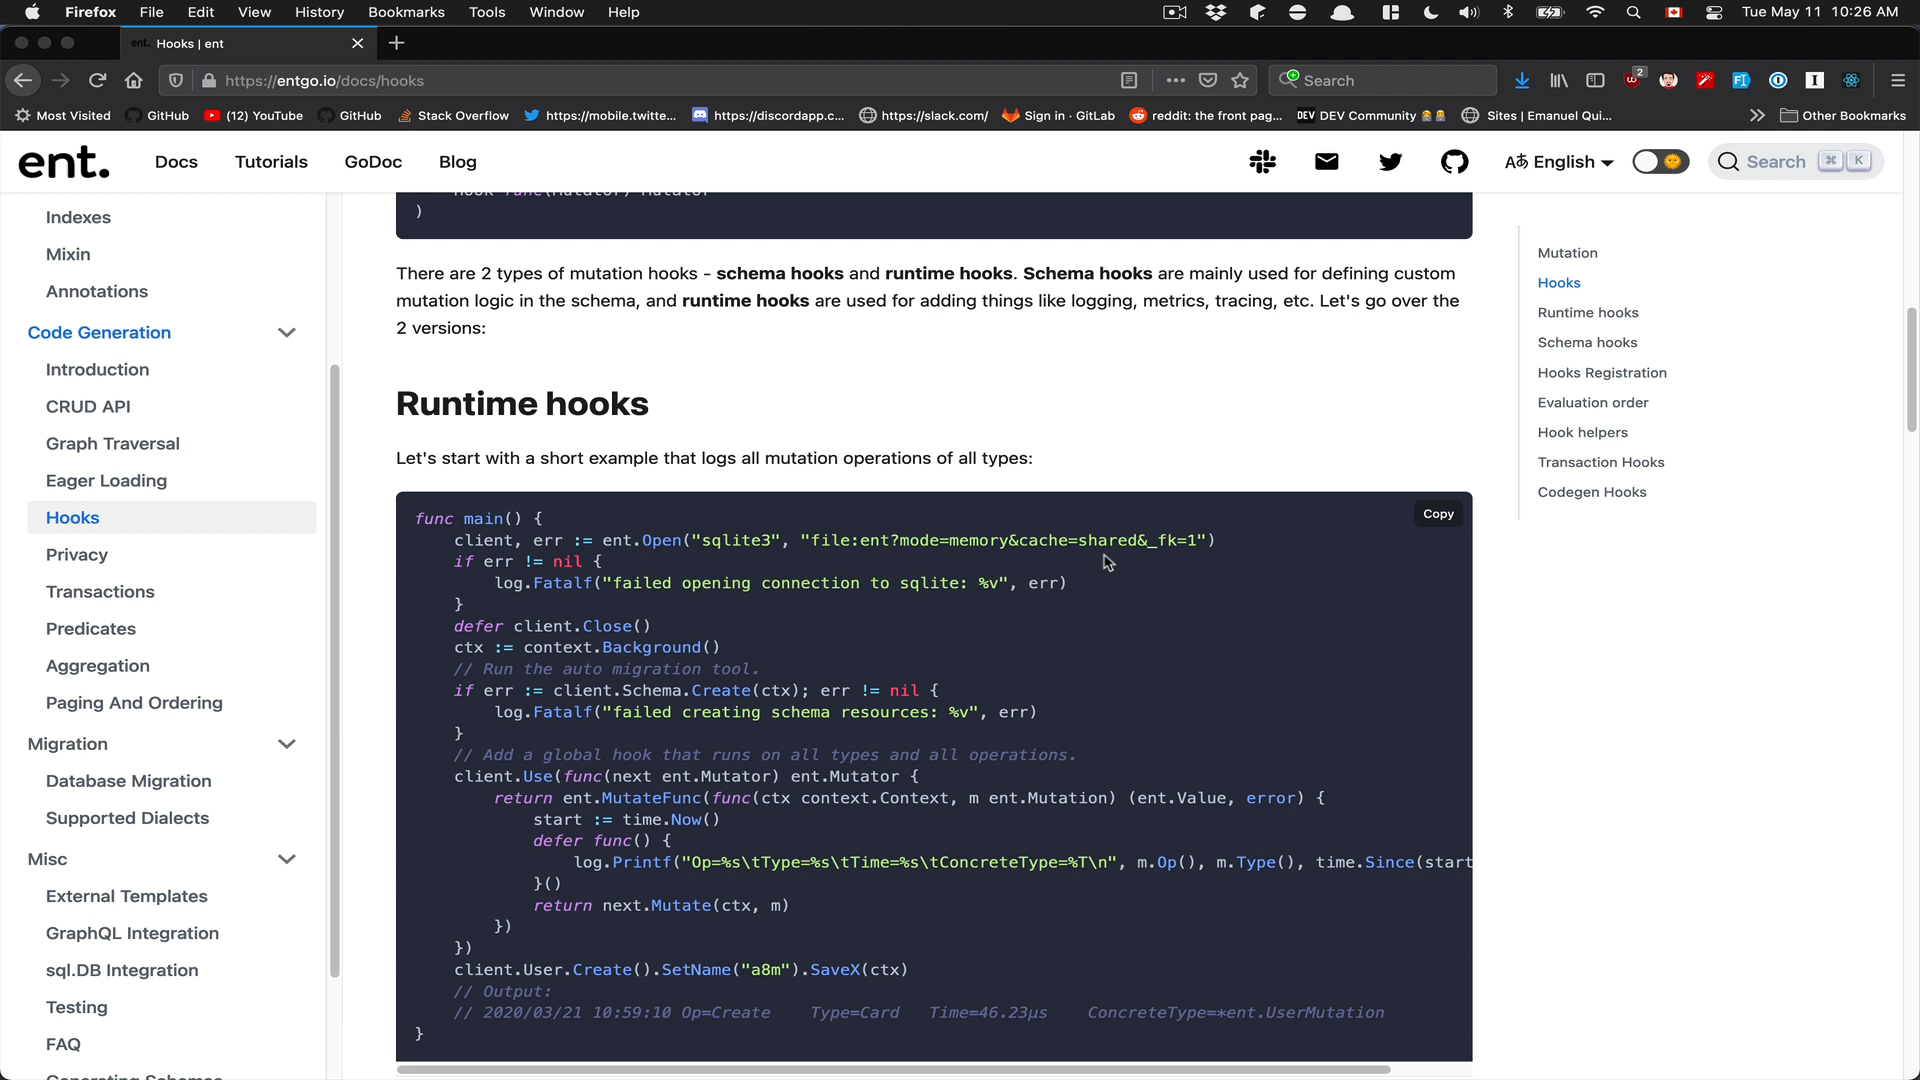 Firefox File Edit View History Bookmarks Tools Window Help Tue May 11 10:26 AM
ent. Hooks | ent
https://entgo.io/docs/hooks Search 2
Most Visited GitHub (12) YouTube GitHub Stack Overflow https://mobile.twitte... https://discordapp.c... https://slack.com/ Sign in · GitLab reddit: the front pag... DEV DEV Community Sites | Emanuel Qui... Other Bookmarks
ent. Docs Tutorials GoDoc Blog English Search ⌘ K
Indexes
Mixin
Annotations
Code Generation
Introduction
CRUD API
Graph Traversal
Eager Loading
Hooks
Privacy
Transactions
Predicates
Aggregation
Paging And Ordering
Migration
Database Migration
Supported Dialects
Misc
External Templates
GraphQL Integration
sql.DB Integration
Testing
FAQ
Generating Schemas
Hook func(Mutator) Mutator
)
There are 2 types of mutation hooks - schema hooks and runtime hooks. Schema hooks are mainly used for defining custom
mutation logic in the schema, and runtime hooks are used for adding things like logging, metrics, tracing, etc. Let's go over the
2 versions:
Runtime hooks
Let's start with a short example that logs all mutation operations of all types:
Copy
func main() {
client, err := ent.Open("sqlite3", "file:ent?mode=memory&cache=shared&_fk=1")
if err != nil {
log.Fatalf("failed opening connection to sqlite: %v", err)
}
defer client.Close()
ctx := context.Background()
// Run the auto migration tool.
if err := client.Schema.Create(ctx); err != nil {
log.Fatalf("failed creating schema resources: %v", err)
}
// Add a global hook that runs on all types and all operations.
client.Use(func(next ent.Mutator) ent.Mutator {
return ent.MutateFunc(func(ctx context.Context, m ent.Mutation) (ent.Value, error) {
start := time.Now()
defer func() {
log.Printf("Op=%s\tType=%s\tTime=%s\tConcreteType=%T\n", m.Op(), m.Type(), time.Since(start
}()
return next.Mutate(ctx, m)
})
})
client.User.Create().SetName("a8m").SaveX(ctx)
// Output:
// 2020/03/21 10:59:10 Op=Create Type=Card Time=46.23µs ConcreteType=*ent.UserMutation
}
Mutation
Hooks
Runtime hooks
Schema hooks
Hooks Registration
Evaluation order
Hook helpers
Transaction Hooks
Codegen Hooks